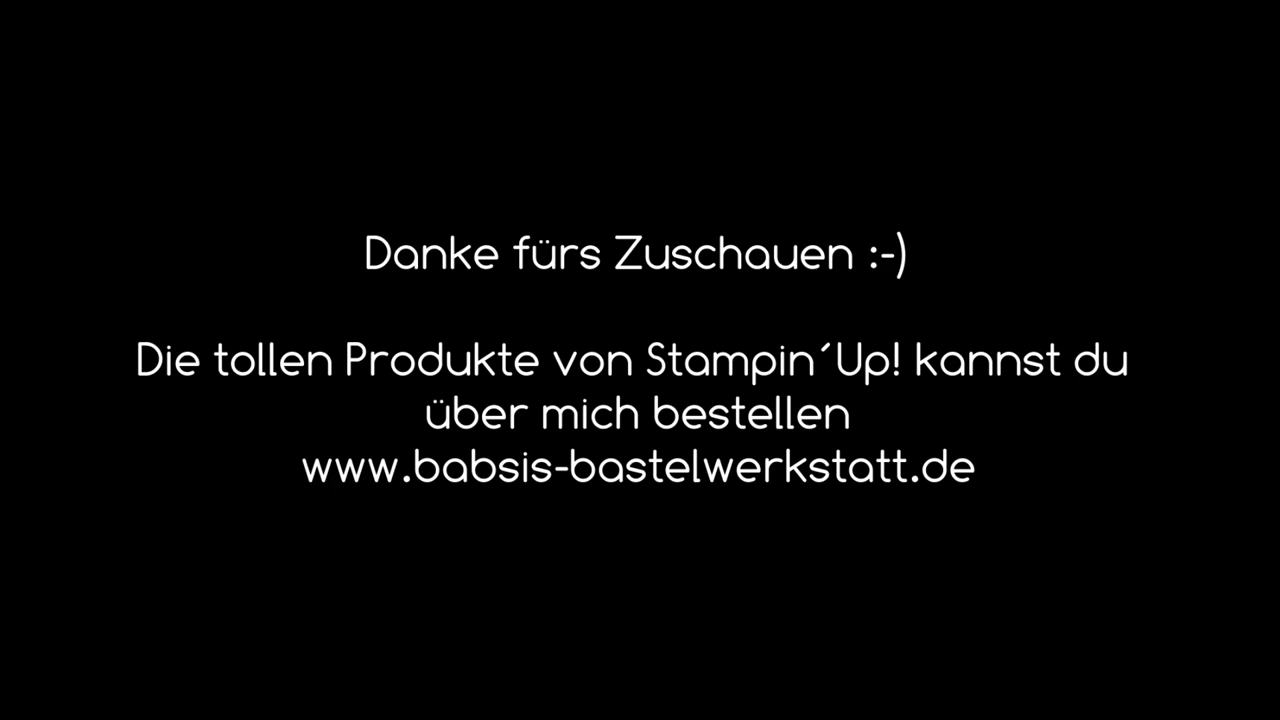 Danke fürs Zuschauen :-)
Die tollen Produkte von Stampin´Up! kannst du
über mich bestellen
www.babsis-bastelwerkstatt.de